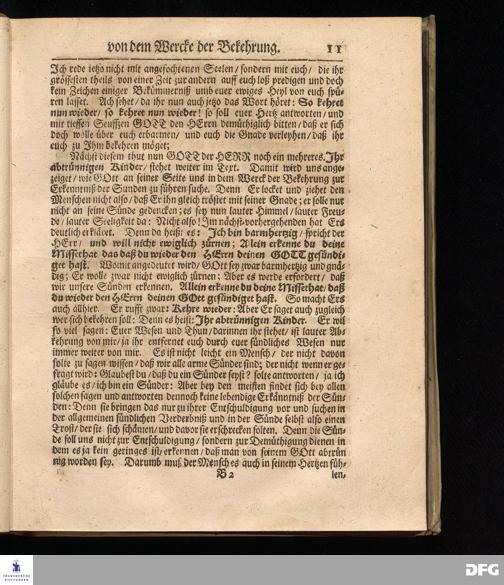 von dem Wercke der Bekehrung. 11
Ich rede ietzo nicht mit angefochtenen Seelen/ sondern mit euch/ die ihr
grösesten theils von einer Zeit zur andern auff euch loß predigen und doch
kein Zeichen einiger Bekümmerniß umb euer ewiges Heyl von euch spü-
ren lasset. Ach sehet/ da ihr nun auch jetzo das Wort höret: So kehret
nun wieder/ so kehre nun wieder! so soll euer Hertz antworten/ und
mit tieffen Seuffzen GOTT den HErrn demüthiglich bitten/ daß er sich
doch wolle über euch erbarmen/ und euch die Gnade verleyhen/ daß ihr
euch zu Ihm bekehren möget;
Nächst diesem thut nun GOTT der HERR noch ein mehreres. Ihr
abtrünnigen Kinder/ stehet weiter im Text. Damit wird uns ange
zeiget/ wie GOtt an seiner Seite uns in dem Werck der Bekehrung zur
Erkenntniß der Sünden zu führen suche. Denn Er locket und ziehet den
Menschen nicht also/ daß Er ihn gleich tröstet mit seiner Gnade; er solle nur
nicht an seine Sünde gedencken; es sey nun lauter Himmel/ lauter Freu-
de/ lauter Seeligkeit da: Nicht also! Im nächst-vorhergehenden hat Ers
deutlich erkläret. Denn da heist es: Ich bin barmhertzig/ spricht der
HErr/ und will nicht ewiglich zürnen; Allein erkenne du deine
Missethat das daß du wieder den HErrn deinen GOTT gesündi-
get hast. Womit angedeutet wird/ GOtt sey zwar barmhertzig und gnä-
dig; Er wolle zwar nicht ewiglich zürnen: Aber es werde erfordert/ daß
wir unsere Sünden erkennen. Allein erkenne du deine Missethat/ daß
du wieder den HErrn deinen GOtt gesündiget hast. So macht Ers
auch allhier. Er rufft zwar: Kehre wieder: Aber Er saget auch zugleich
wer sich bekehren soll: Denn es heist: Ihr abtrünnigen Kinder. Er wil
so viel sagen: Euer Wesen und Thun/ darinnen ihr stehet/ ist lauter Ab-
kehrung von mir/ ja ihr entfernet euch durch euer sündliches Wesen nur
immer weiter von mir. Es ist nicht leicht ein Mensch/ der nicht davon
solte zu sagen wissen/ daß wir alle arme Sünder sind; der nicht wenn er ge-
fragt wird: Glaubest du/ daß du ein Sünder seyst? solte antworten/ ja ich
gläube es/ ich bin ein Sünder: Aber bey den meisten findet sich bey allen
solchen sagen und antworten dennoch keine lebendige Erkänntniß der Sün-
den: Denn sie bringen das nur zu ihrer Entschuldigung vor und suchen in
der allgemeinen sündlichen Verderbniß und in der Sünde selbst also einen
Trost/ der sie sich schämen/ und davor sie erschrecken solten. Denn die Sün-
de soll uns nicht zur Entschuldigung/ sondern zur Demüthigung dienen in
dem es ja kein geringes ist/ erkennen/ daß man von seinem GOtt abtrün
nig worden sey. Darumb muß der Mensch es auch in seinem Hertzen füh-
B 2 len,
FRANCKESCHE
STIFTUNGEN
DFG